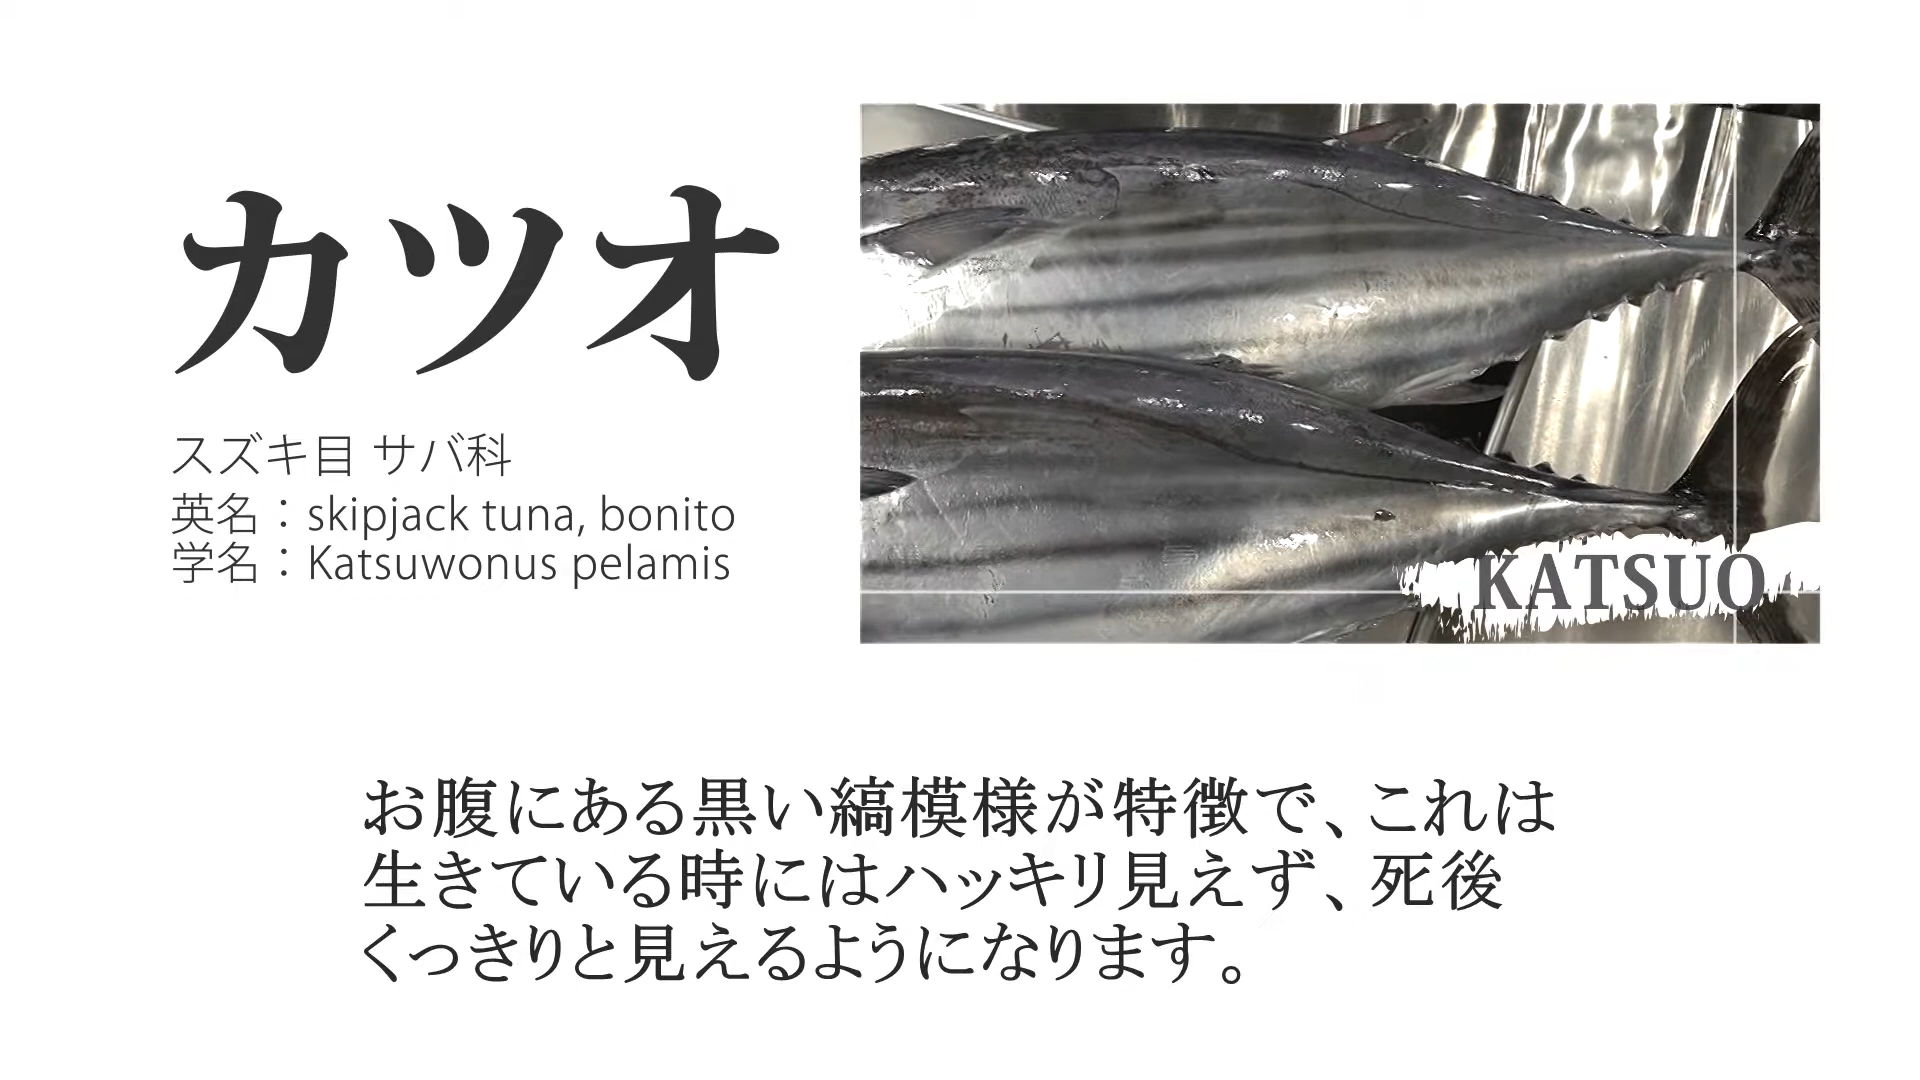 カツオ
スズキ目 サバ科
英名：skipjack tuna, bonito
学名：Katsuwonus pelamis
KATSUO
お腹にある黒い縞模様が特徴で、これは
生きている時にはハッキリ見えず、死後
くっきりと見えるようになります。